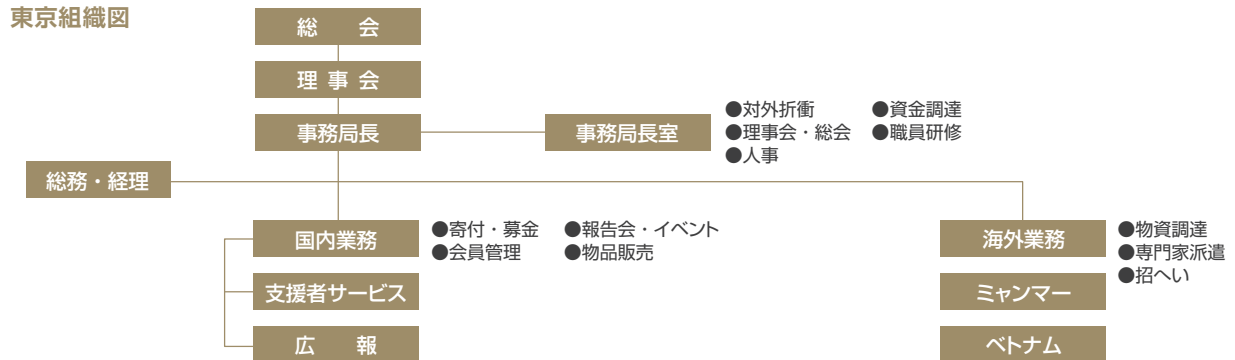 東京組織図
総　会
理 事 会
事務局長
事務局長室
●対外折衝　●資金調達
●理事会・総会　●職員研修
●人事
総務・経理
国内業務
●寄付・募金　●報告会・イベント
●会員管理　●物品販売
支援者サービス
広　報
海外業務
●物資調達
●専門家派遣
●招へい
ミャンマー
ベトナム